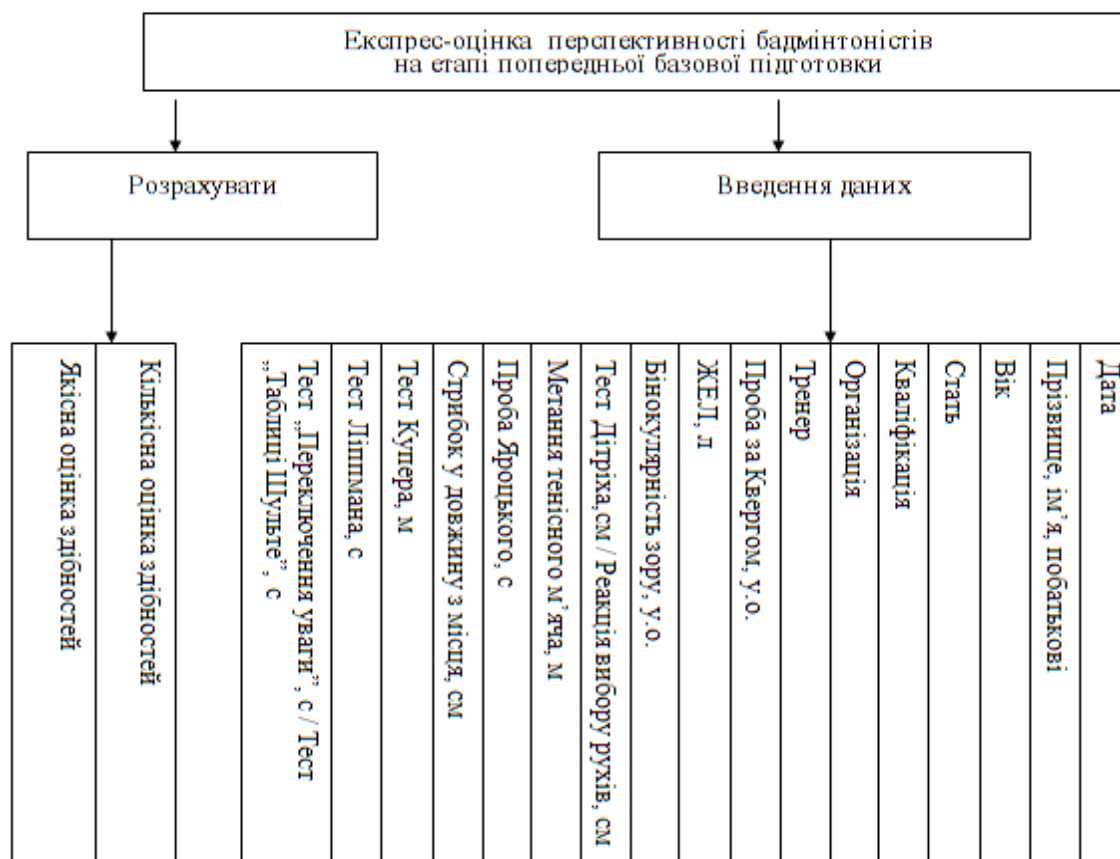 Експрес-оцінка перспективності бадмінтоністів
на етапі попередньої базової підготовки
Розрахувати
Введення даних
Якісна оцінка здібностей
Кількісна оцінка здібностей
Тест „Переключення уваги”, с / Тест
„Таблиці Шульте”, с
Тест Ліппмана, с
Тест Купера, м
Стрибок у довжину з місця, см
Проба Яроцького, с
Метання тенісного м’яча, м
Тест Дітріха,см / Реакція вибору рухів, см
Бінокулярність зору, у.о.
ЖЕЛ, л
Проба за Квергом, у.о.
Тренер
Організація
Кваліфікація
Стать
Вік
Прізвище, ім’я, побатькові
Дата